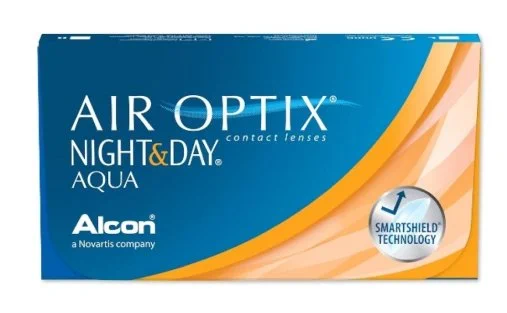 AIR OPTIX®
contact lenses
NIGHT&DAY®
AQUA
Alcon®
a Novartis company
SMARTSHIELD®
TECHNOLOGY